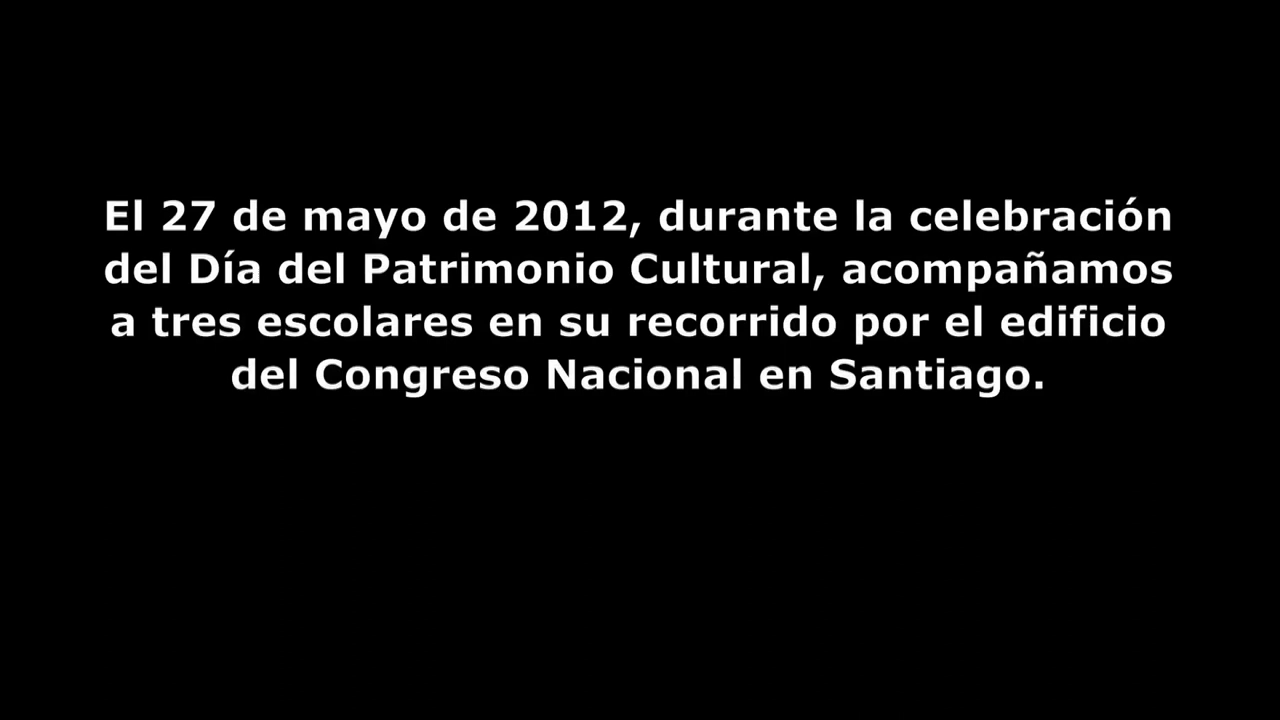 El 27 de mayo de 2012, durante la celebración
del Día del Patrimonio Cultural, acompañamos
a tres escolares en su recorrido por el edificio
del Congreso Nacional en Santiago.